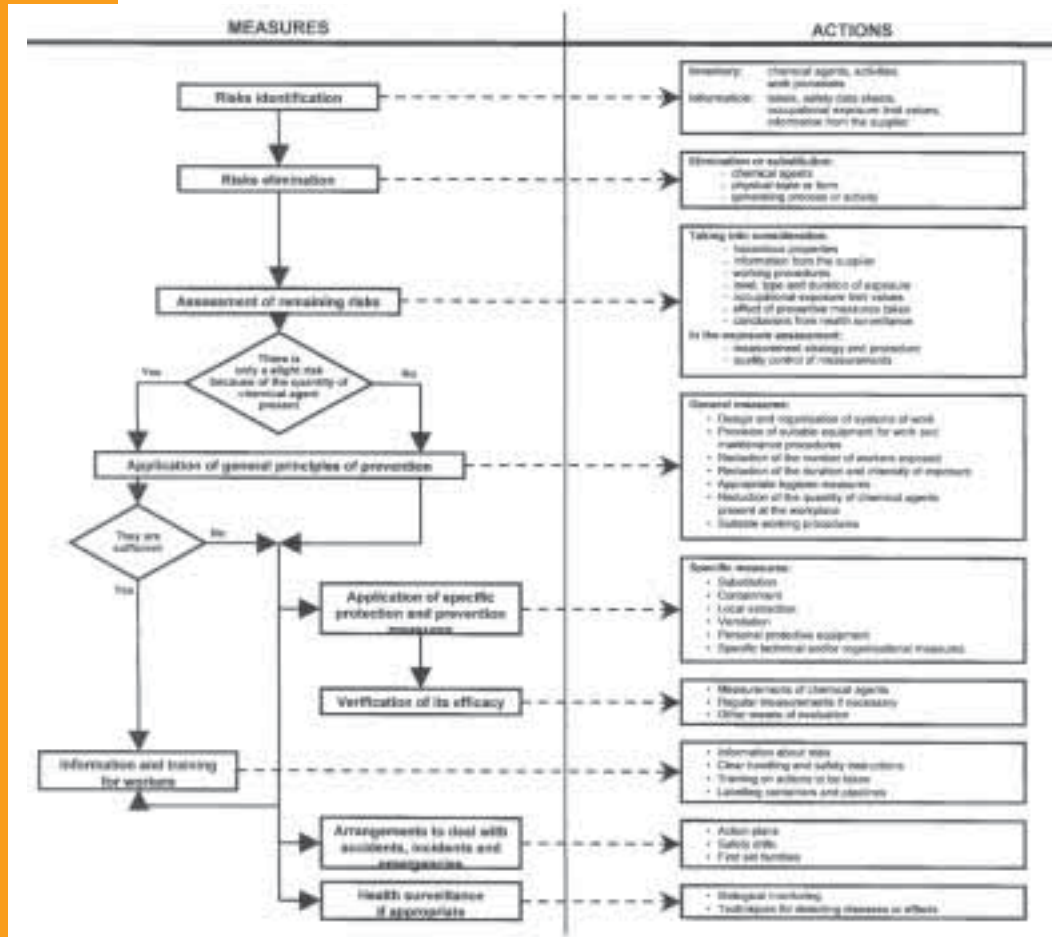 MEASURES
ACTIONS
Risks identification
Inventory: chemical agents, activities,
work procedures
Information: labels, safety data sheets,
occupational exposure limit values,
information from the supplier
Risks elimination
Elimination or substitution:
- chemical agents
- physical state or form
- generating process or activity
Assessment of remaining risks
Taking into consideration:
- hazardous properties
- information from the supplier
- working procedures
- level, type and duration of exposure
- occupational exposure limit values
- effect of preventive measures taken
- conclusions from health surveillance
In the exposure assessment:
- measurement strategy and procedure
- quality control of measurements
There is
only a slight risk
because of the quantity of
chemical agent
present
Yes
No
Application of general principles of prevention
General measures:
• Design and organisation of systems of work
• Provision of suitable equipment for work and
maintenance procedures
• Reduction of the number of workers exposed
• Reduction of the duration and intensity of exposure
• Appropriate hygiene measures
• Reduction of the quantity of chemical agents
present at the workplace
• Suitable working procedures
They are
sufficient
No
Yes
Application of specific
protection and prevention
measures
Specific measures:
• Substitution
• Containment
• Local extraction
• Ventilation
• Personal protective equipment
• Specific technical and/or organisational measures
Verification of its efficacy
• Measurements of chemical agents
• Regular measurements if necessary
• Other means of evaluation
Information and training
for workers
• Information about risks
• Clear handling and safety instructions
• Training on actions to be taken
• Labelling containers and pipelines
Arrangements to deal with
accidents, incidents and
emergencies
• Action plans
• Safety drills
• First aid facilities
Health surveillance
if appropriate
• Biological monitoring
• Techniques for detecting diseases or effects